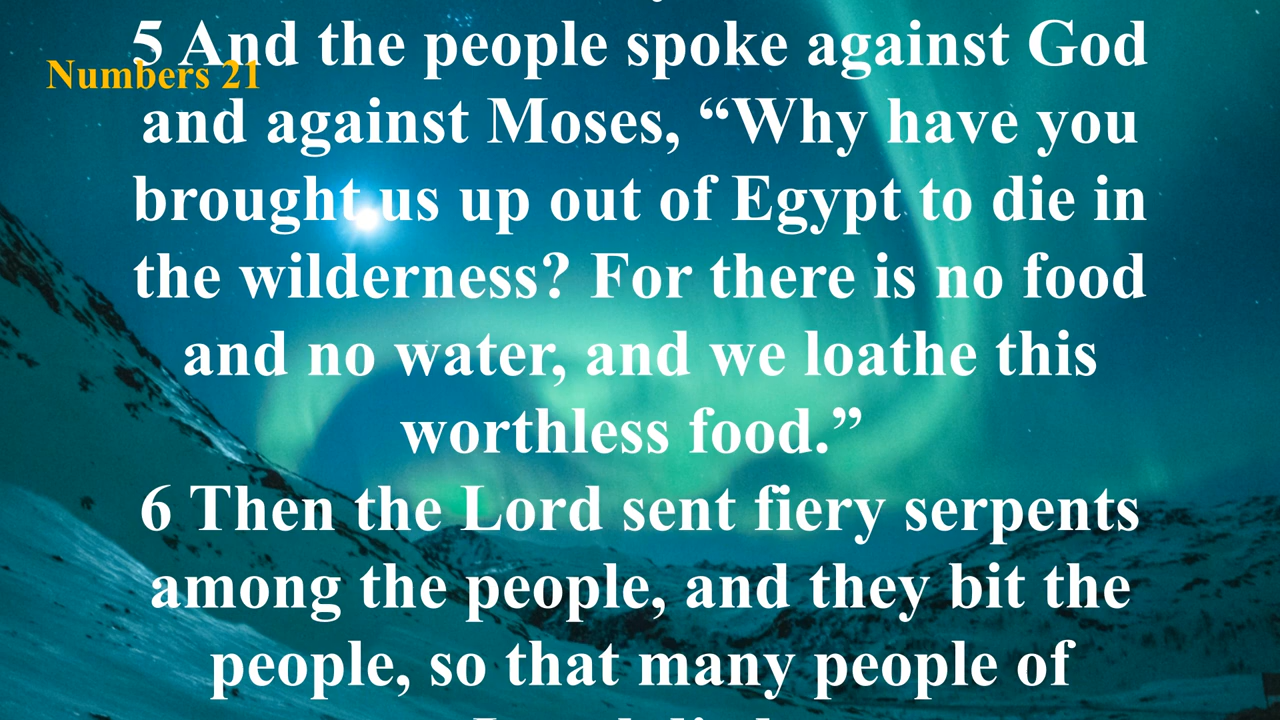 5 And the people spoke against God
Numbers 21
and against Moses, “Why have you
brought us up out of Egypt to die in
the wilderness? For there is no food
and no water, and we loathe this
worthless food.”
6 Then the Lord sent fiery serpents
among the people, and they bit the
people, so that many people of